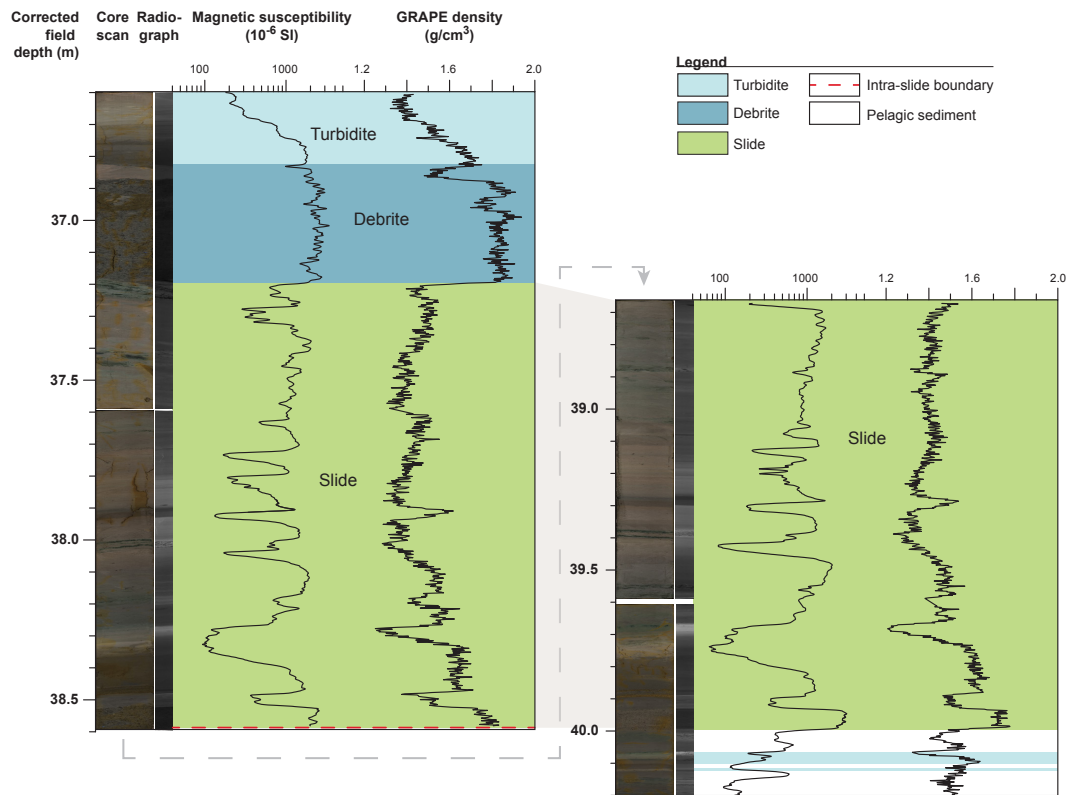 Corrected field depth (m)
Core scan
Radio-graph
Magnetic susceptibility
(10-6 SI)
GRAPE density
(g/cm3)
100 1000 1.2 1.4 1.6 2.0
Turbidite
Debrite
Slide
37.0
37.5
38.0
38.5
Legend
Turbidite
Debrite
Slide
Intra-slide boundary
Pelagic sediment
100 1000 1.2 1.6 2.0
Slide
39.0
39.5
40.0